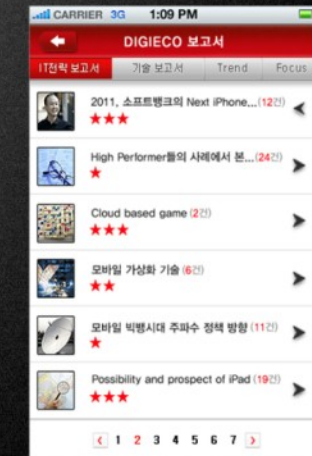 CARRIER 3G 1:09 PM
DIGIECO 보고서
IT전략 보고서 기술 보고서 Trend Focus
2011, 소프트뱅크의 Next iPhone,,,(12건)
★★★
High Performer들의 사례에서 본,,,(24건)
★
Cloud based game (2건)
★★★
모바일 가상화 기술 (6건)
★★
모바일 빅뱅시대 주파수 정책 방향 (11건)
★
Possibility and prospect of iPad (19건)
★★★
< 1 2 3 4 5 6 7 >